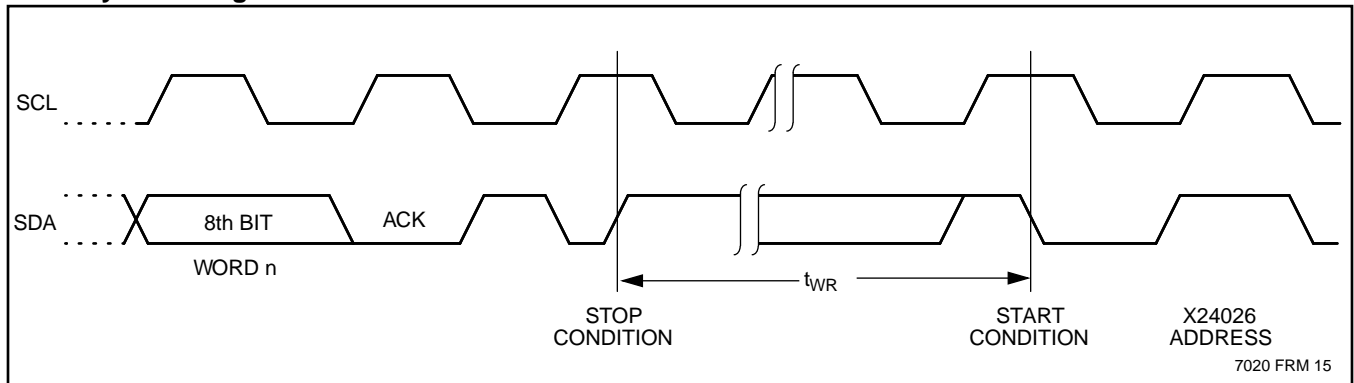 SCL
SDA
8th BIT
ACK
WORD n
tWR
STOP
CONDITION
START
CONDITION
X24026
ADDRESS
7020 FRM 15